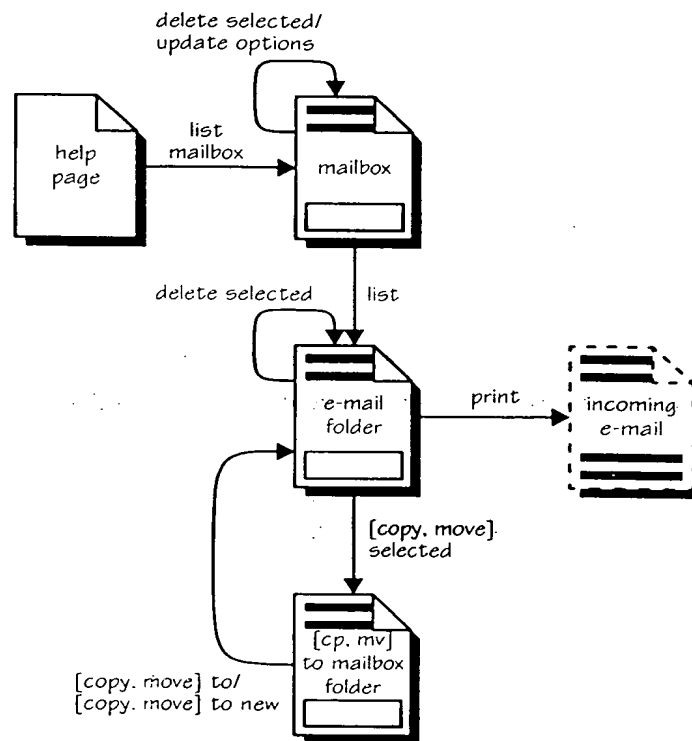 delete selected/
update options
help
page
list
mailbox
mailbox
delete selected
list
e-mail
folder
print
incoming
e-mail
[copy, move]
selected
[cp, mv]
to mailbox
folder
[copy. move] to/
[copy. move] to new